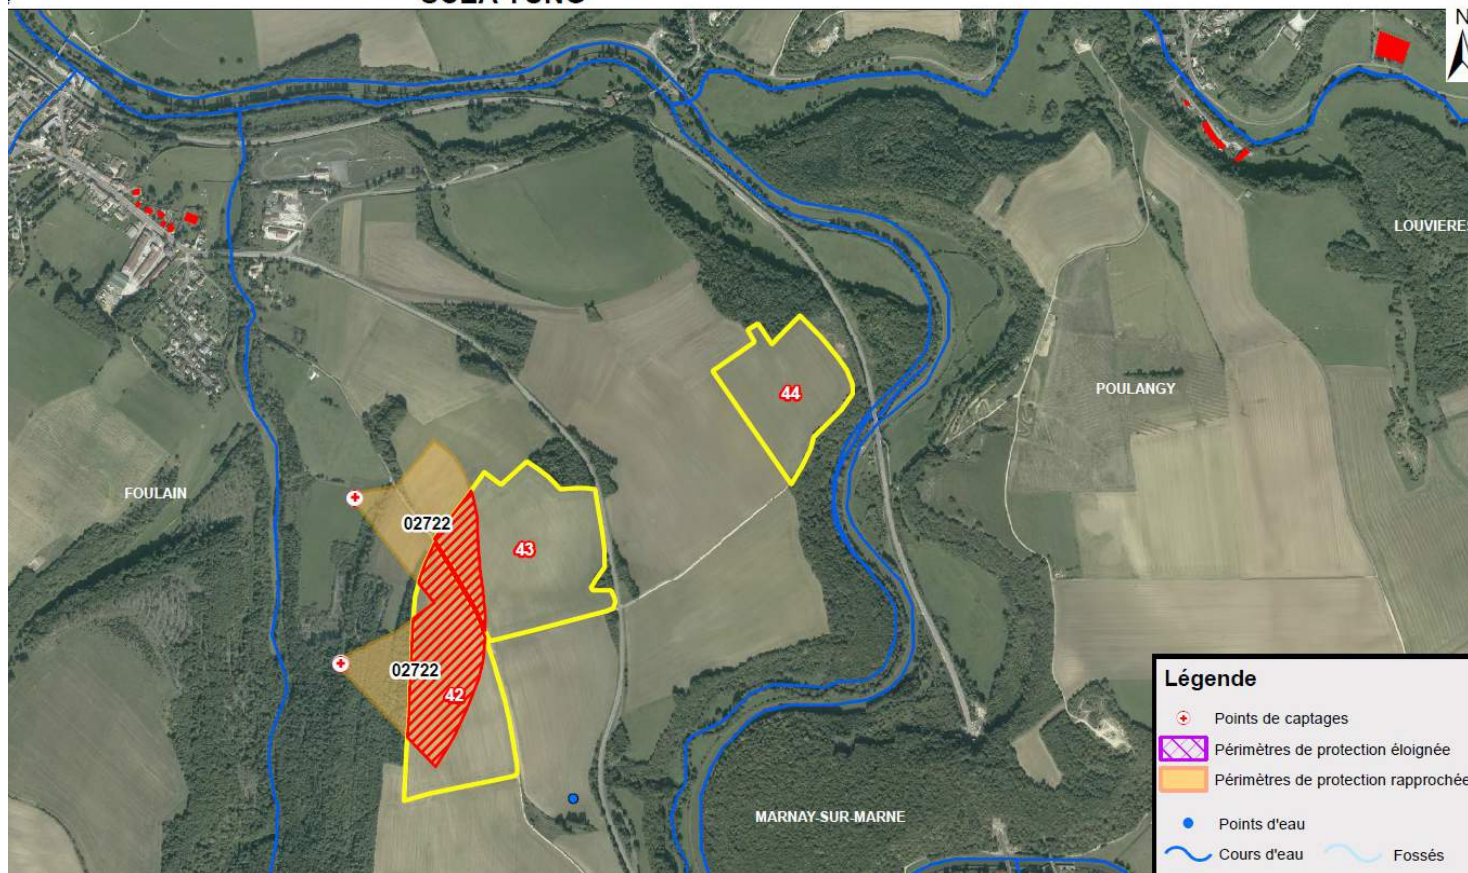 N
LOUVIERES
POULANGY
44
FOULAIN
02722
43
02722
42
MARNAY-SUR-MARNE
Légende
Points de captages
Périmètres de protection éloignée
Périmètres de protection rapprochée
Points d'eau
Cours d'eau
Fossés